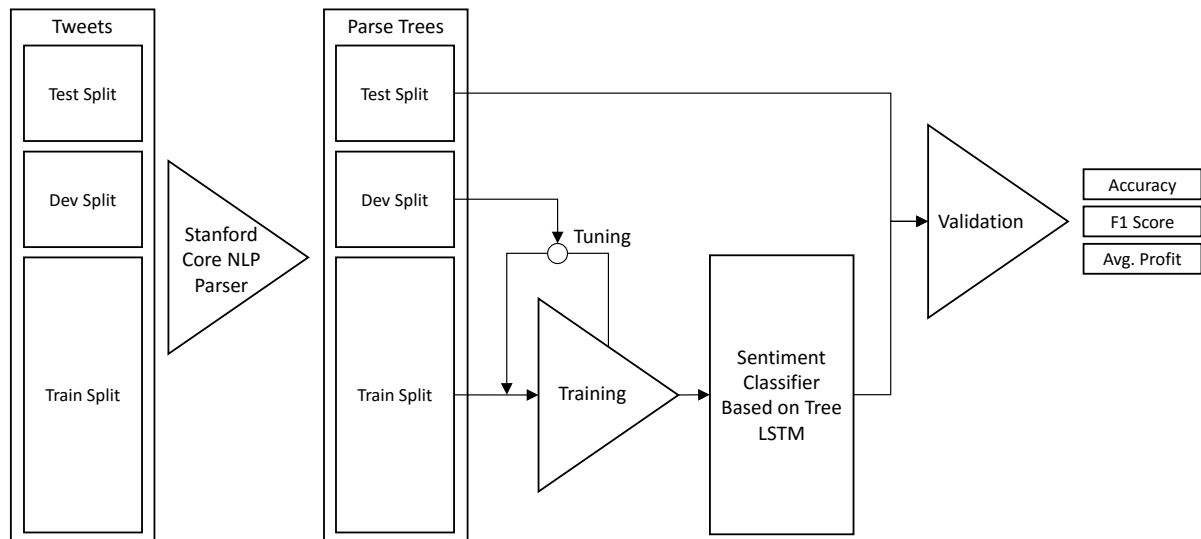 Tweets
Test Split
Dev Split
Train Split
Stanford
Core NLP
Parser
Parse Trees
Test Split
Dev Split
Train Split
Tuning
Training
Sentiment
Classifier
Based on Tree
LSTM
Validation
Accuracy
F1 Score
Avg. Profit